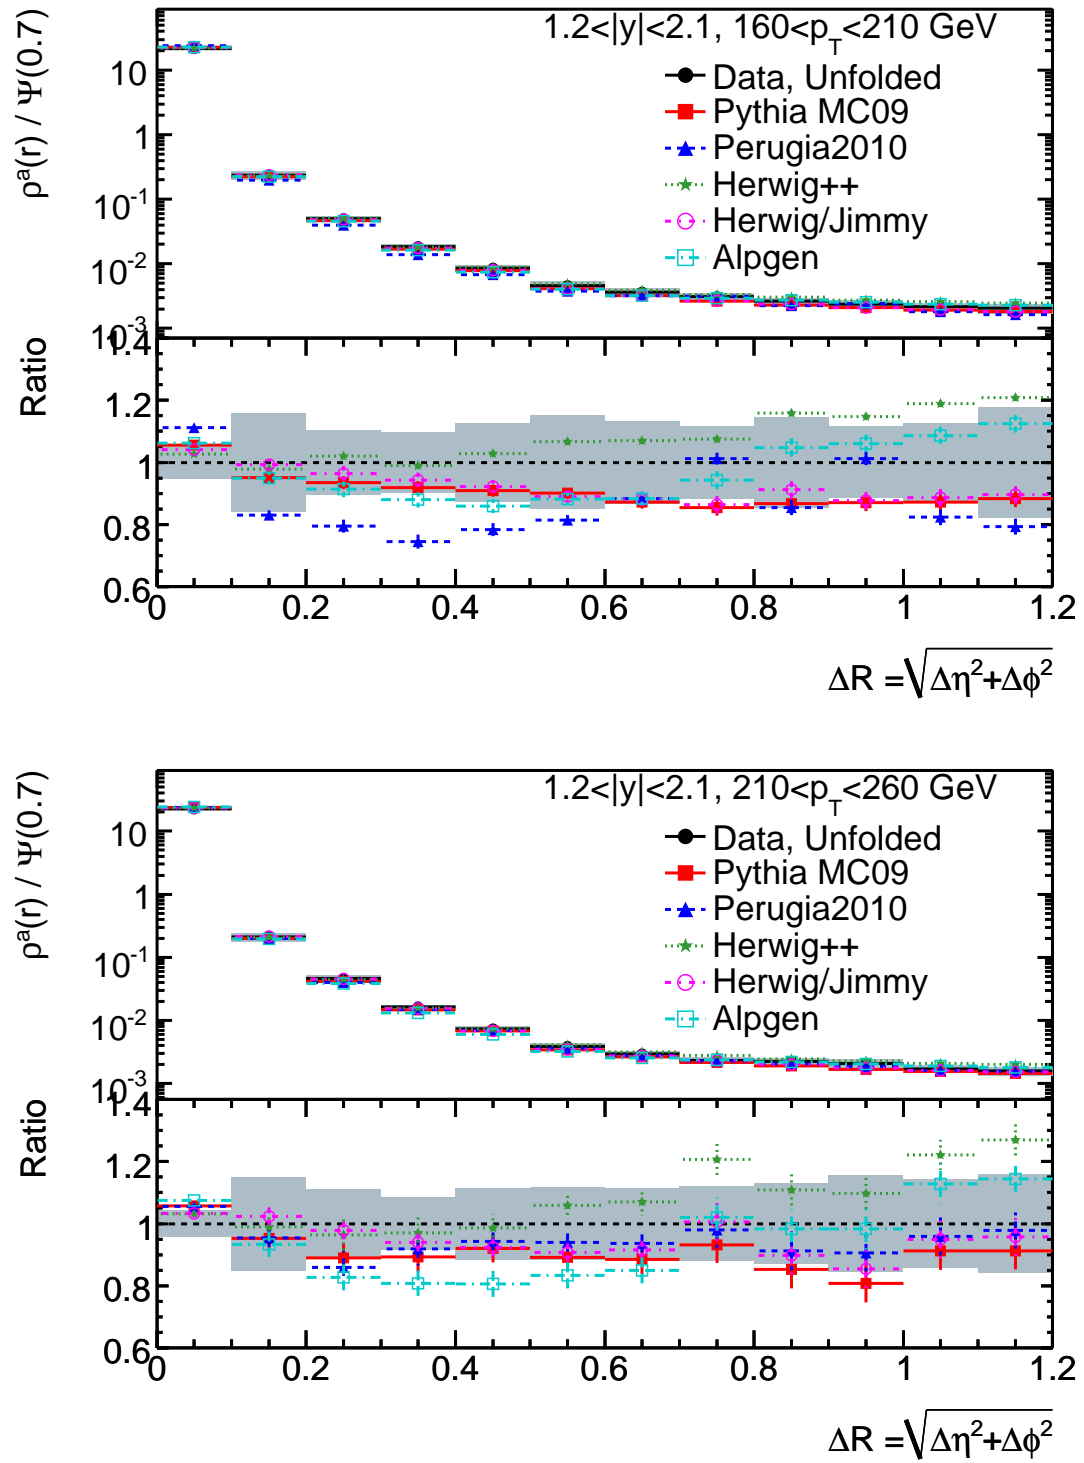 1.2<|y|<2.1, 160<p_T<210 GeV
ρ^a(r) / Ψ(0.7)
Data, Unfolded
Pythia MC09
Perugia2010
Herwig++
Herwig/Jimmy
Alpgen
10
1
10^-1
10^-2
10^-3
Ratio
1.4
1.2
1
0.8
0.6
0 0.2 0.4 0.6 0.8 1 1.2
ΔR = √Δη²+Δϕ²
1.2<|y|<2.1, 210<p_T<260 GeV
ρ^a(r) / Ψ(0.7)
Data, Unfolded
Pythia MC09
Perugia2010
Herwig++
Herwig/Jimmy
Alpgen
10
1
10^-1
10^-2
10^-3
Ratio
1.4
1.2
1
0.8
0.6
0 0.2 0.4 0.6 0.8 1 1.2
ΔR = √Δη²+Δϕ²